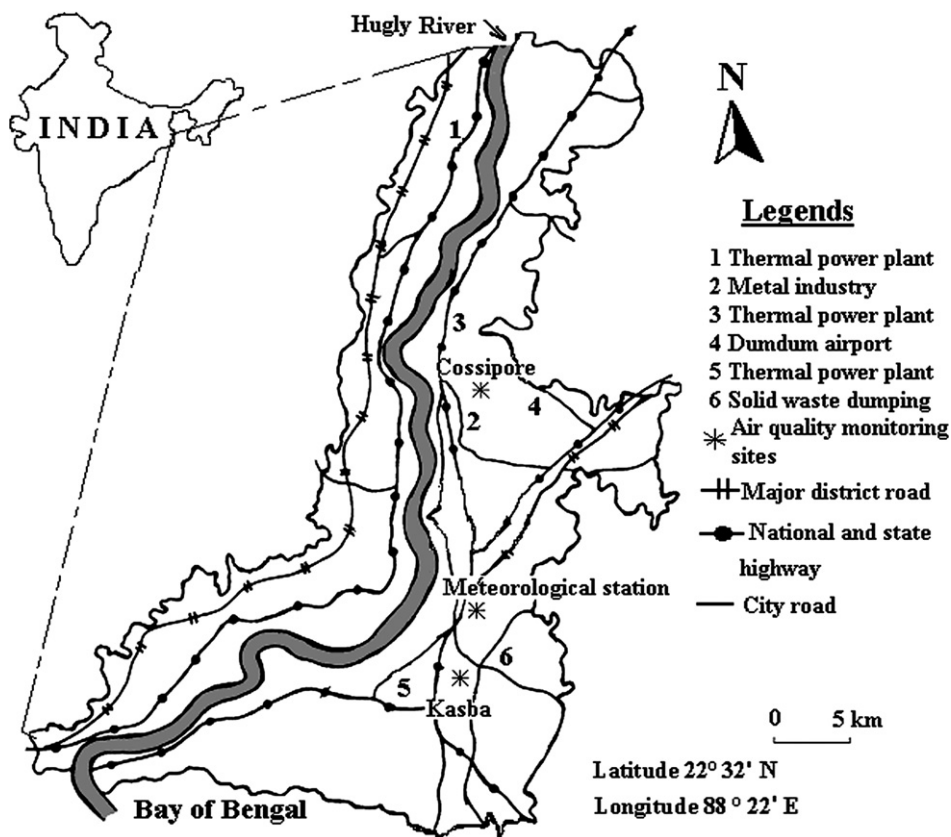 Hugly River
INDIA
N
Legends
1 Thermal power plant
2 Metal industry
3 Thermal power plant
4 Dumdum airport
5 Thermal power plant
6 Solid waste dumping
Air quality monitoring
sites
Major district road
National and state
highway
City road
1
3
Cossipore
2
4
Meteorological station
6
5
Kasba
0 5 km
Latitude 22° 32' N
Longitude 88 ° 22' E
Bay of Bengal